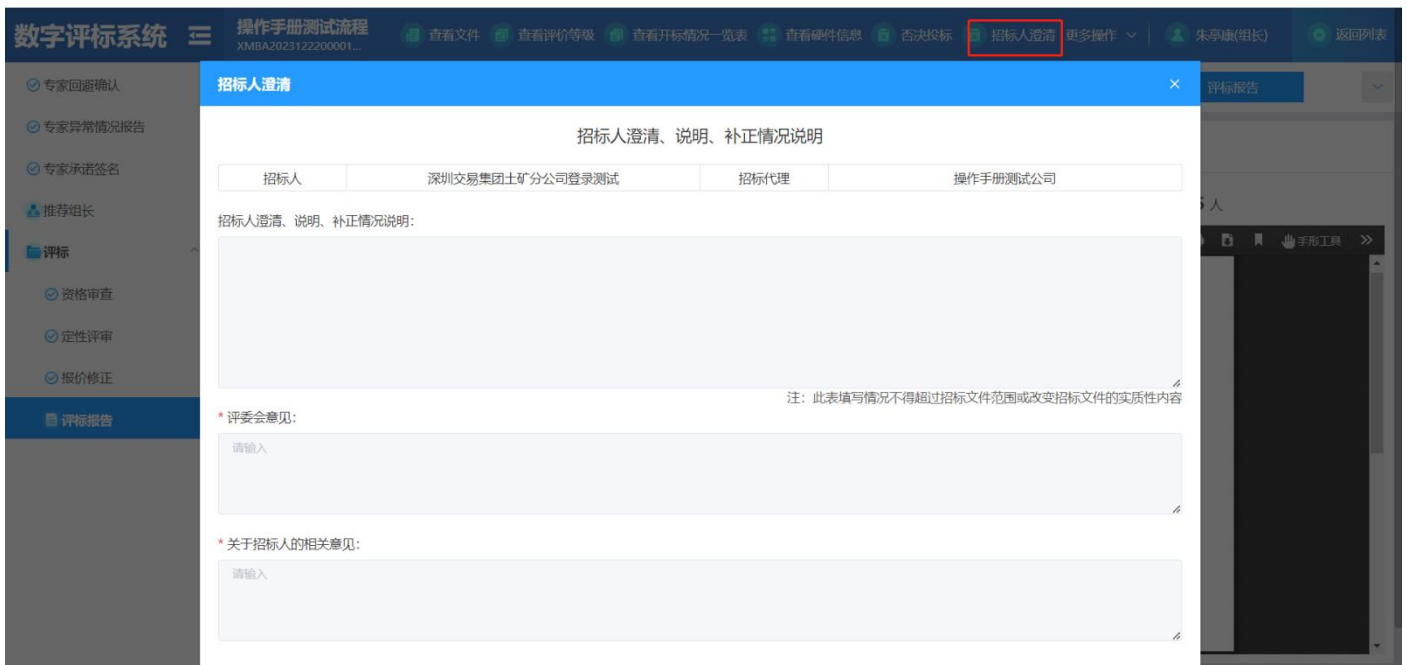 数字评标系统
操作手册测试流程
XMBA2023122200001...
查看文件 查看评价等级 查看开标情况一览表 查看硬件信息 否决投标 招标人澄清 更多操作 朱亭康(组长) 返回列表
专家回避确认
专家异常情况报告
专家承诺签名
推荐组长
评标
资格审查
定性评审
报价修正
评标报告
评标报告
人
手形工具
招标人澄清
招标人澄清、说明、补正情况说明
招标人 深圳交易集团土矿分公司登录测试 招标代理 操作手册测试公司
招标人澄清、说明、补正情况说明:
注：此表填写情况不得超过招标文件范围或改变招标文件的实质性内容
* 评委会意见:
请输入
* 关于招标人的相关意见:
请输入